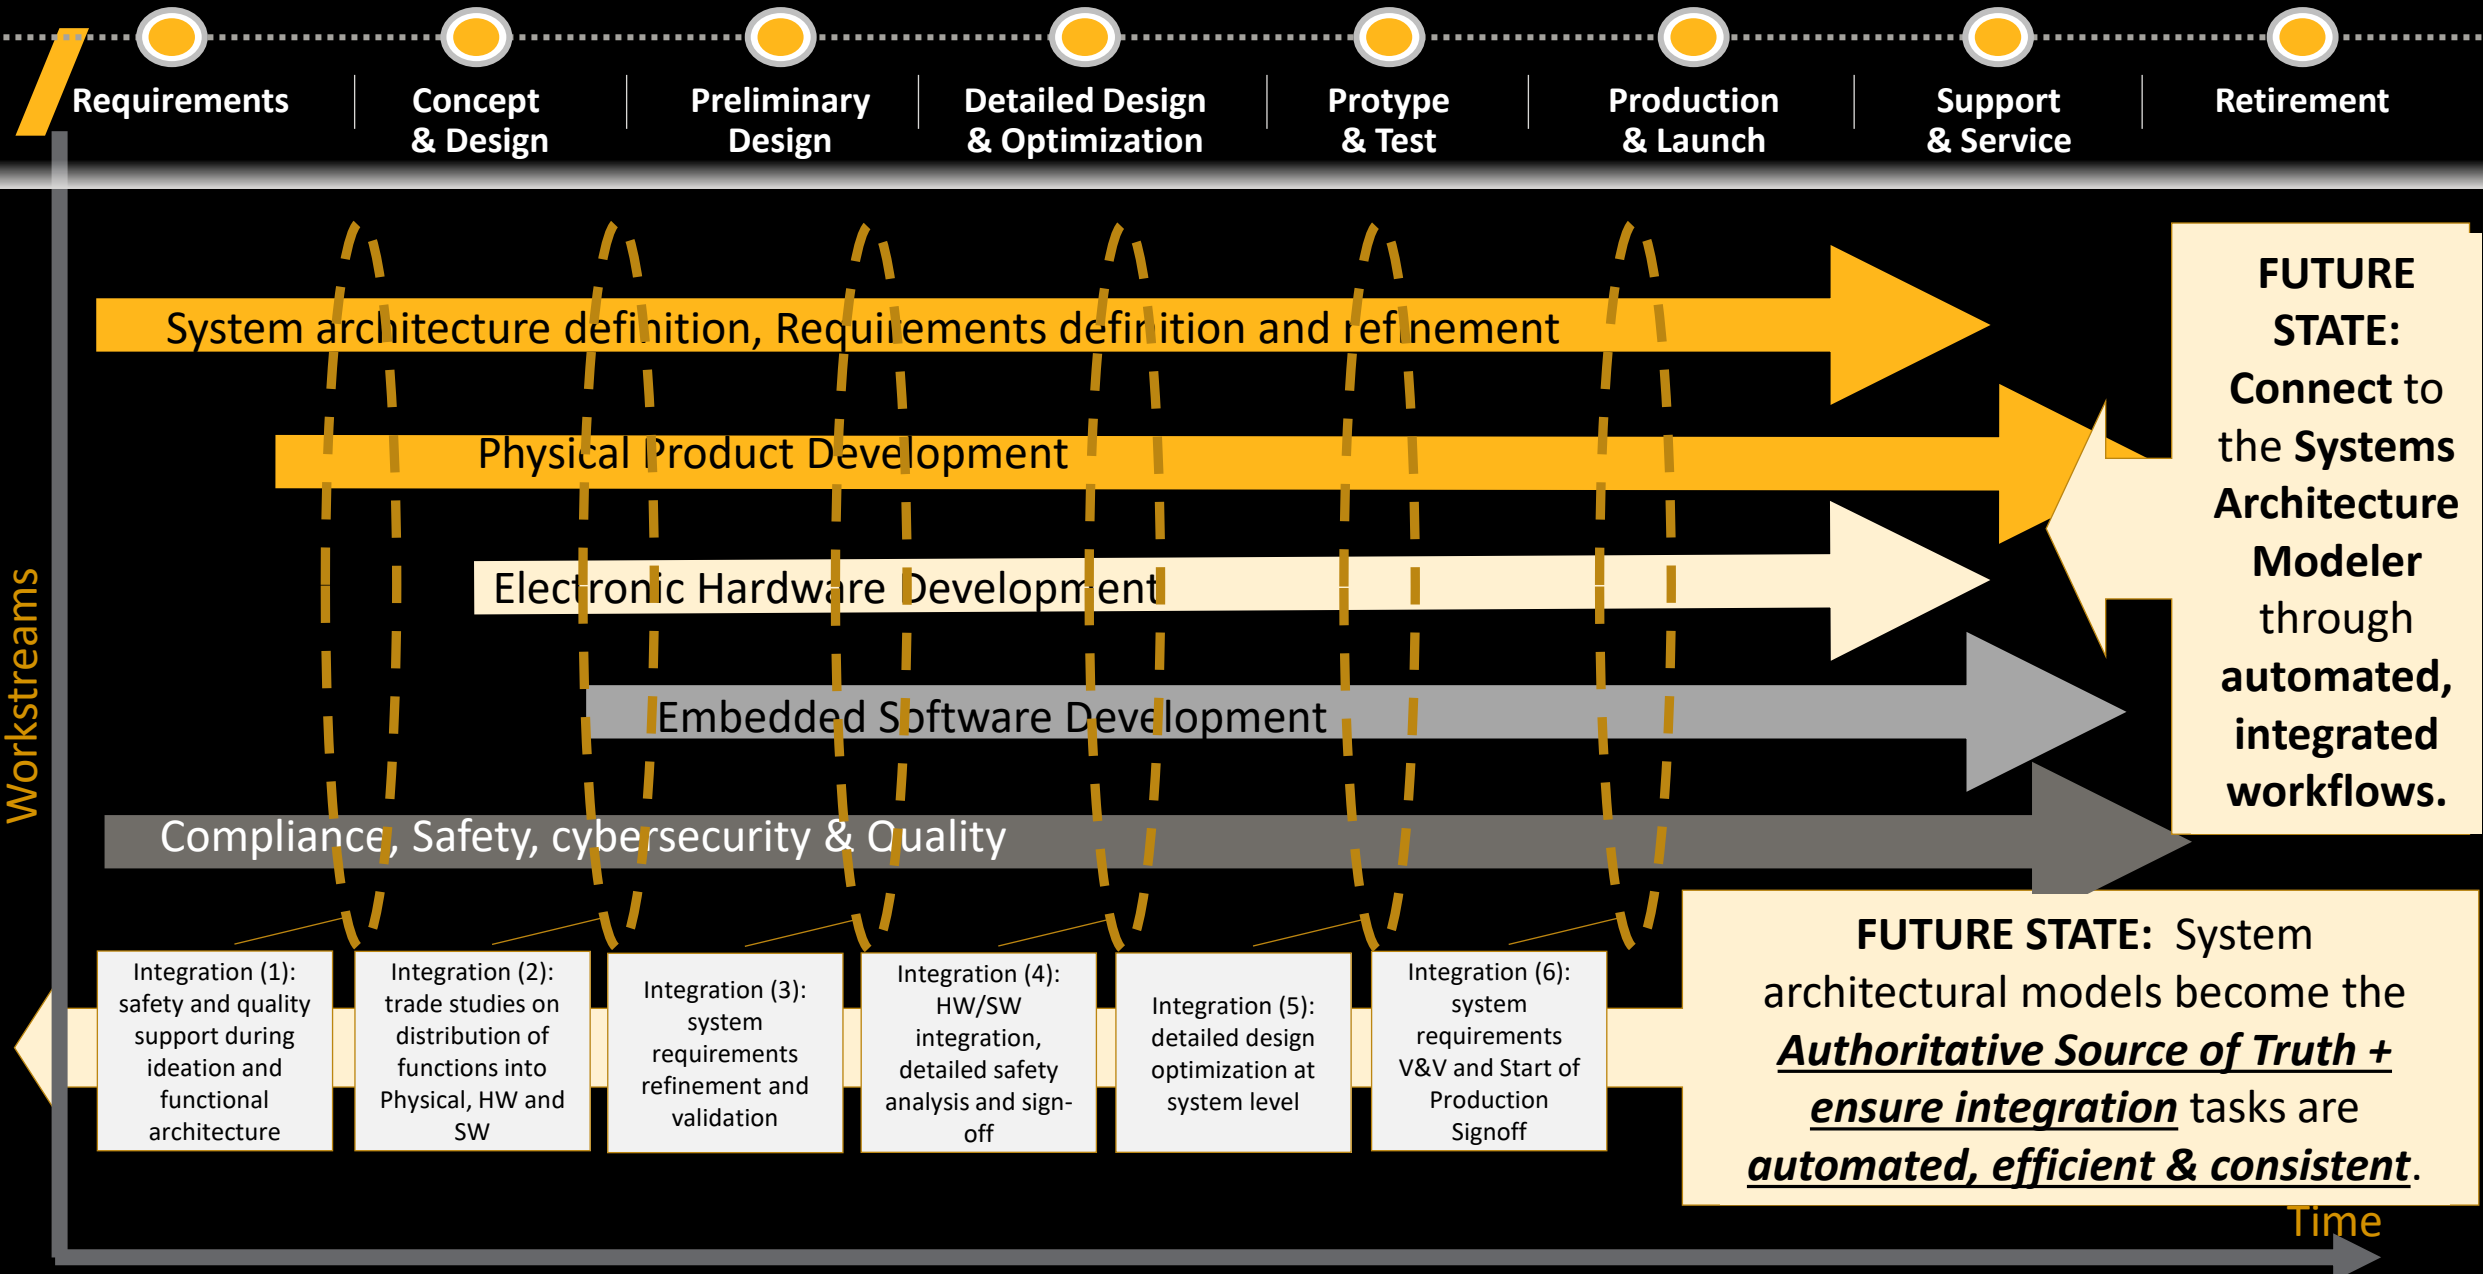 Requirements
Concept
& Design
Preliminary
Design
Detailed Design
& Optimization
Protype
& Test
Production
& Launch
Support
& Service
Retirement
Workstreams
System architecture definition, Requirements definition and refinement
Physical Product Development
Electronic Hardware Development
Embedded Software Development
Compliance, Safety, cybersecurity & Quality
FUTURE
STATE:
Connect to
the Systems
Architecture
Modeler
through
automated,
integrated
workflows.
Integration (1):
safety and quality
support during
ideation and
functional
architecture
Integration (2):
trade studies on
distribution of
functions into
Physical, HW and
SW
Integration (3):
system
requirements
refinement and
validation
Integration (4):
HW/SW
integration,
detailed safety
analysis and sign-
off
Integration (5):
detailed design
optimization at
system level
Integration (6):
system
requirements
V&V and Start of
Production
Signoff
FUTURE STATE: System
architectural models become the
Authoritative Source of Truth +
ensure integration tasks are
automated, efficient & consistent.
Time